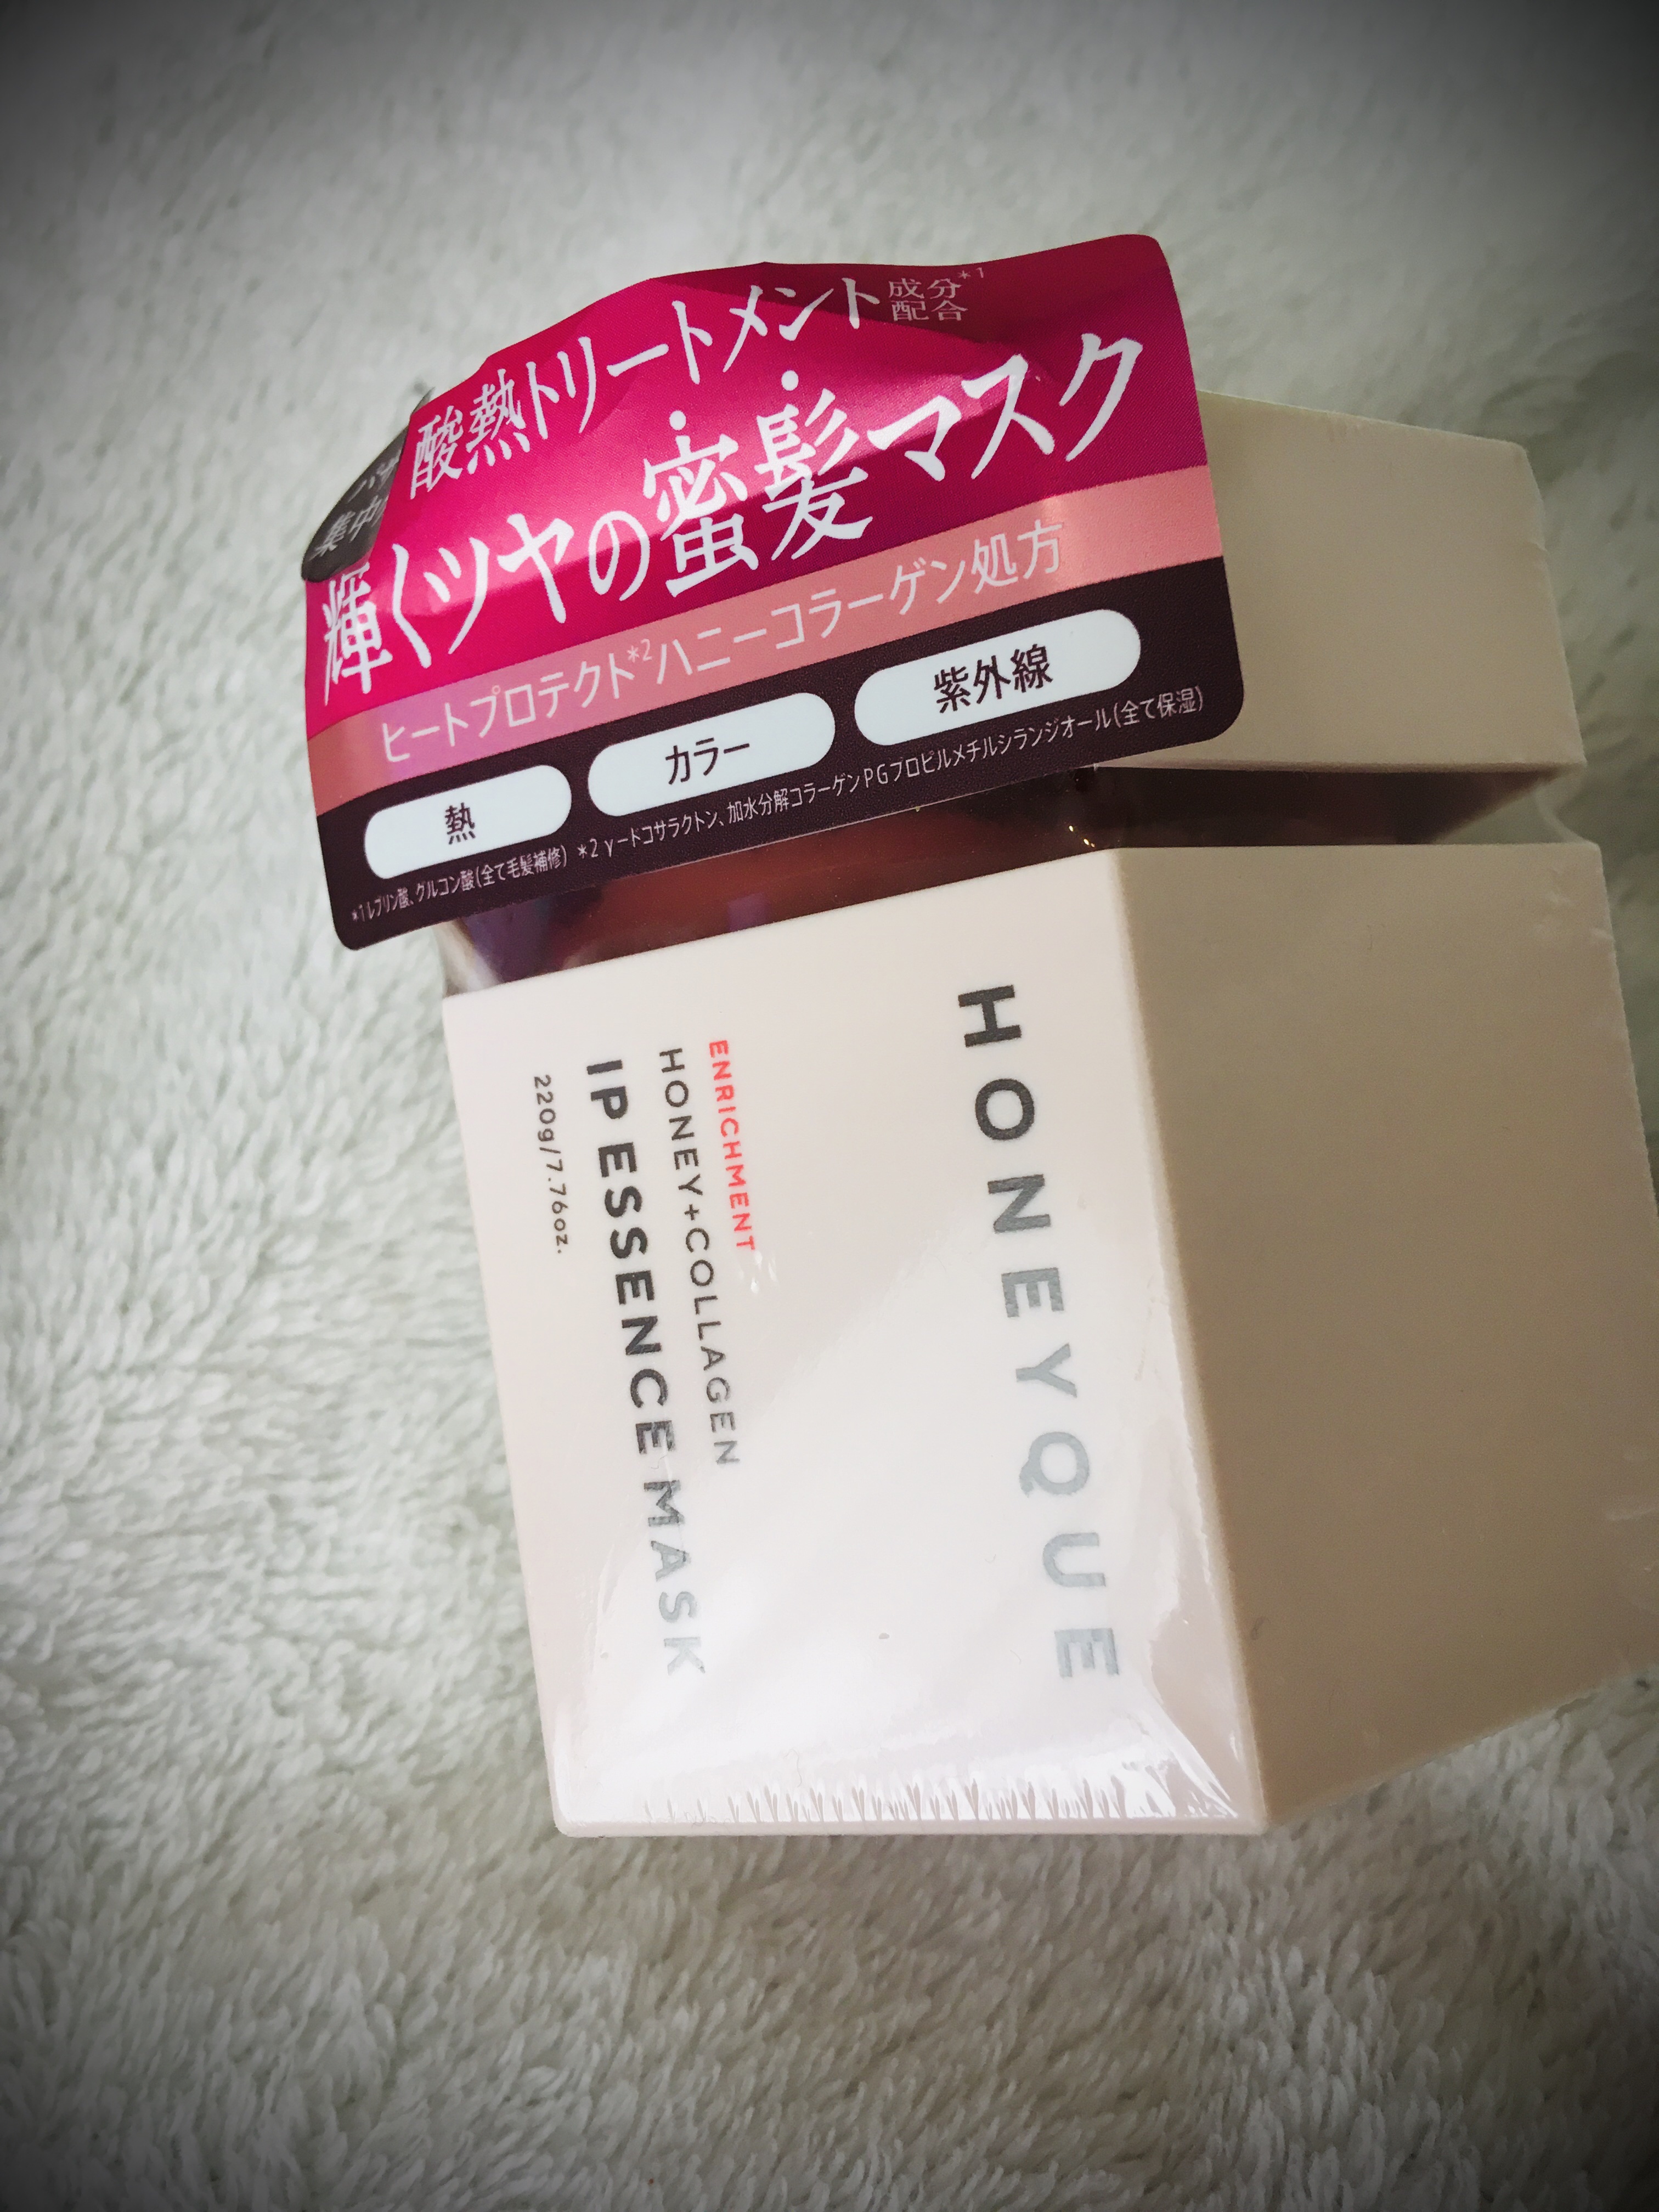 酸熱トリートメント成分配合*1
輝くツヤの蜜髪マスク
ヒートプロテクト*2ハニーコラーゲン処方
熱 カラー 紫外線
*1 レブリン酸、グルコン酸(全て毛髪補修) *2 γードコサラクトン、加水分解コラーゲンPGプロピルメチルシランジオール(全て保湿)
HONEYQUE
ENRICHMENT
HONEY+COLLAGEN
IP ESSENCE MASK
220g/7.76oz.